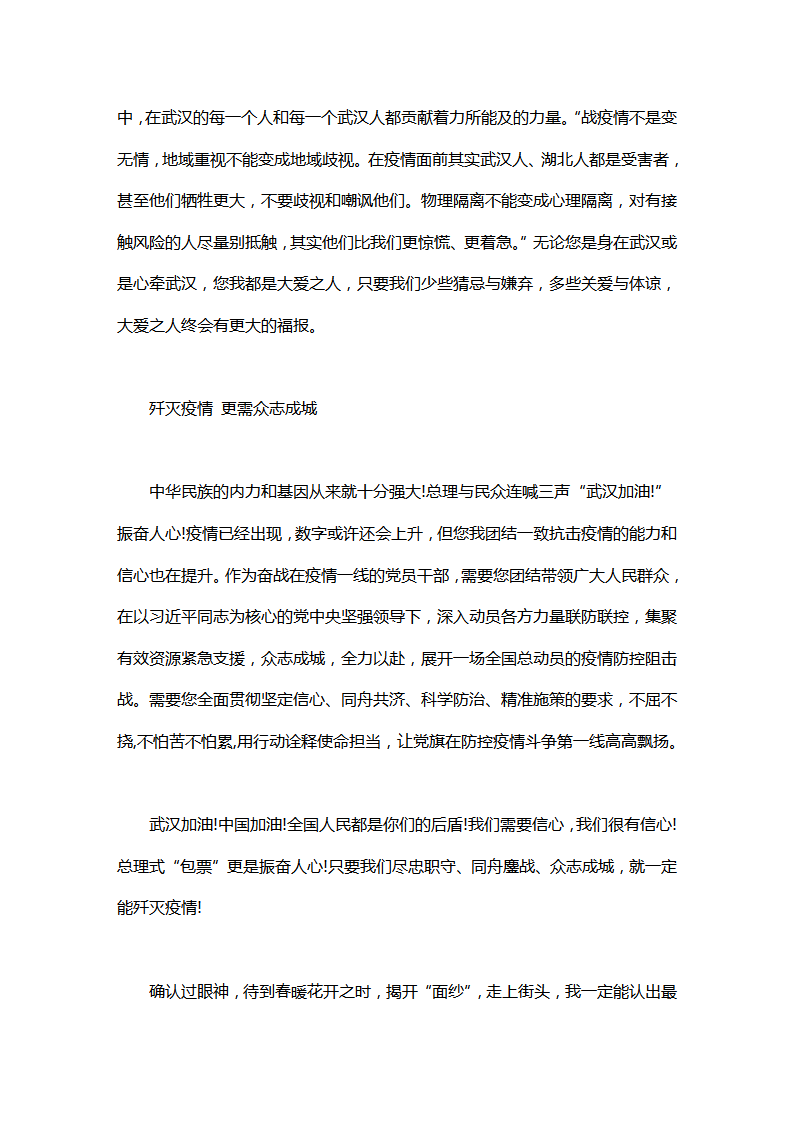 中，在武汉的每一个人和每一个武汉人都贡献着力所能及的力量。“战疫情不是变
无情，地域重视不能变成地域歧视。在疫情面前其实武汉人、湖北人都是受害者，
甚至他们牺牲更大，不要歧视和嘲讽他们。物理隔离不能变成心理隔离，对有接
触风险的人尽量别抵触，其实他们比我们更惊慌、更着急。”无论您是身在武汉或
是心牵武汉，您我都是大爱之人，只要我们少些猜忌与嫌弃，多些关爱与体谅，
大爱之人终会有更大的福报。
歼灭疫情 更需众志成城
中华民族的内力和基因从来就十分强大!总理与民众连喊三声“武汉加油!”
振奋人心!疫情已经出现，数字或许还会上升，但您我团结一致抗击疫情的能力和
信心也在提升。作为奋战在疫情一线的党员干部，需要您团结带领广大人民群众，
在以习近平同志为核心的党中央坚强领导下，深入动员各方力量联防联控，集聚
有效资源紧急支援，众志成城，全力以赴，展开一场全国总动员的疫情防控阻击
战。需要您全面贯彻坚定信心、同舟共济、科学防治、精准施策的要求，不屈不
挠,不怕苦不怕累,用行动诠释使命担当，让党旗在防控疫情斗争第一线高高飘扬。
武汉加油!中国加油!全国人民都是你们的后盾!我们需要信心，我们很有信心!
总理式“包票”更是振奋人心!只要我们尽忠职守、同舟鏖战、众志成城，就一定
能歼灭疫情!
确认过眼神，待到春暖花开之时，揭开“面纱”，走上街头，我一定能认出最